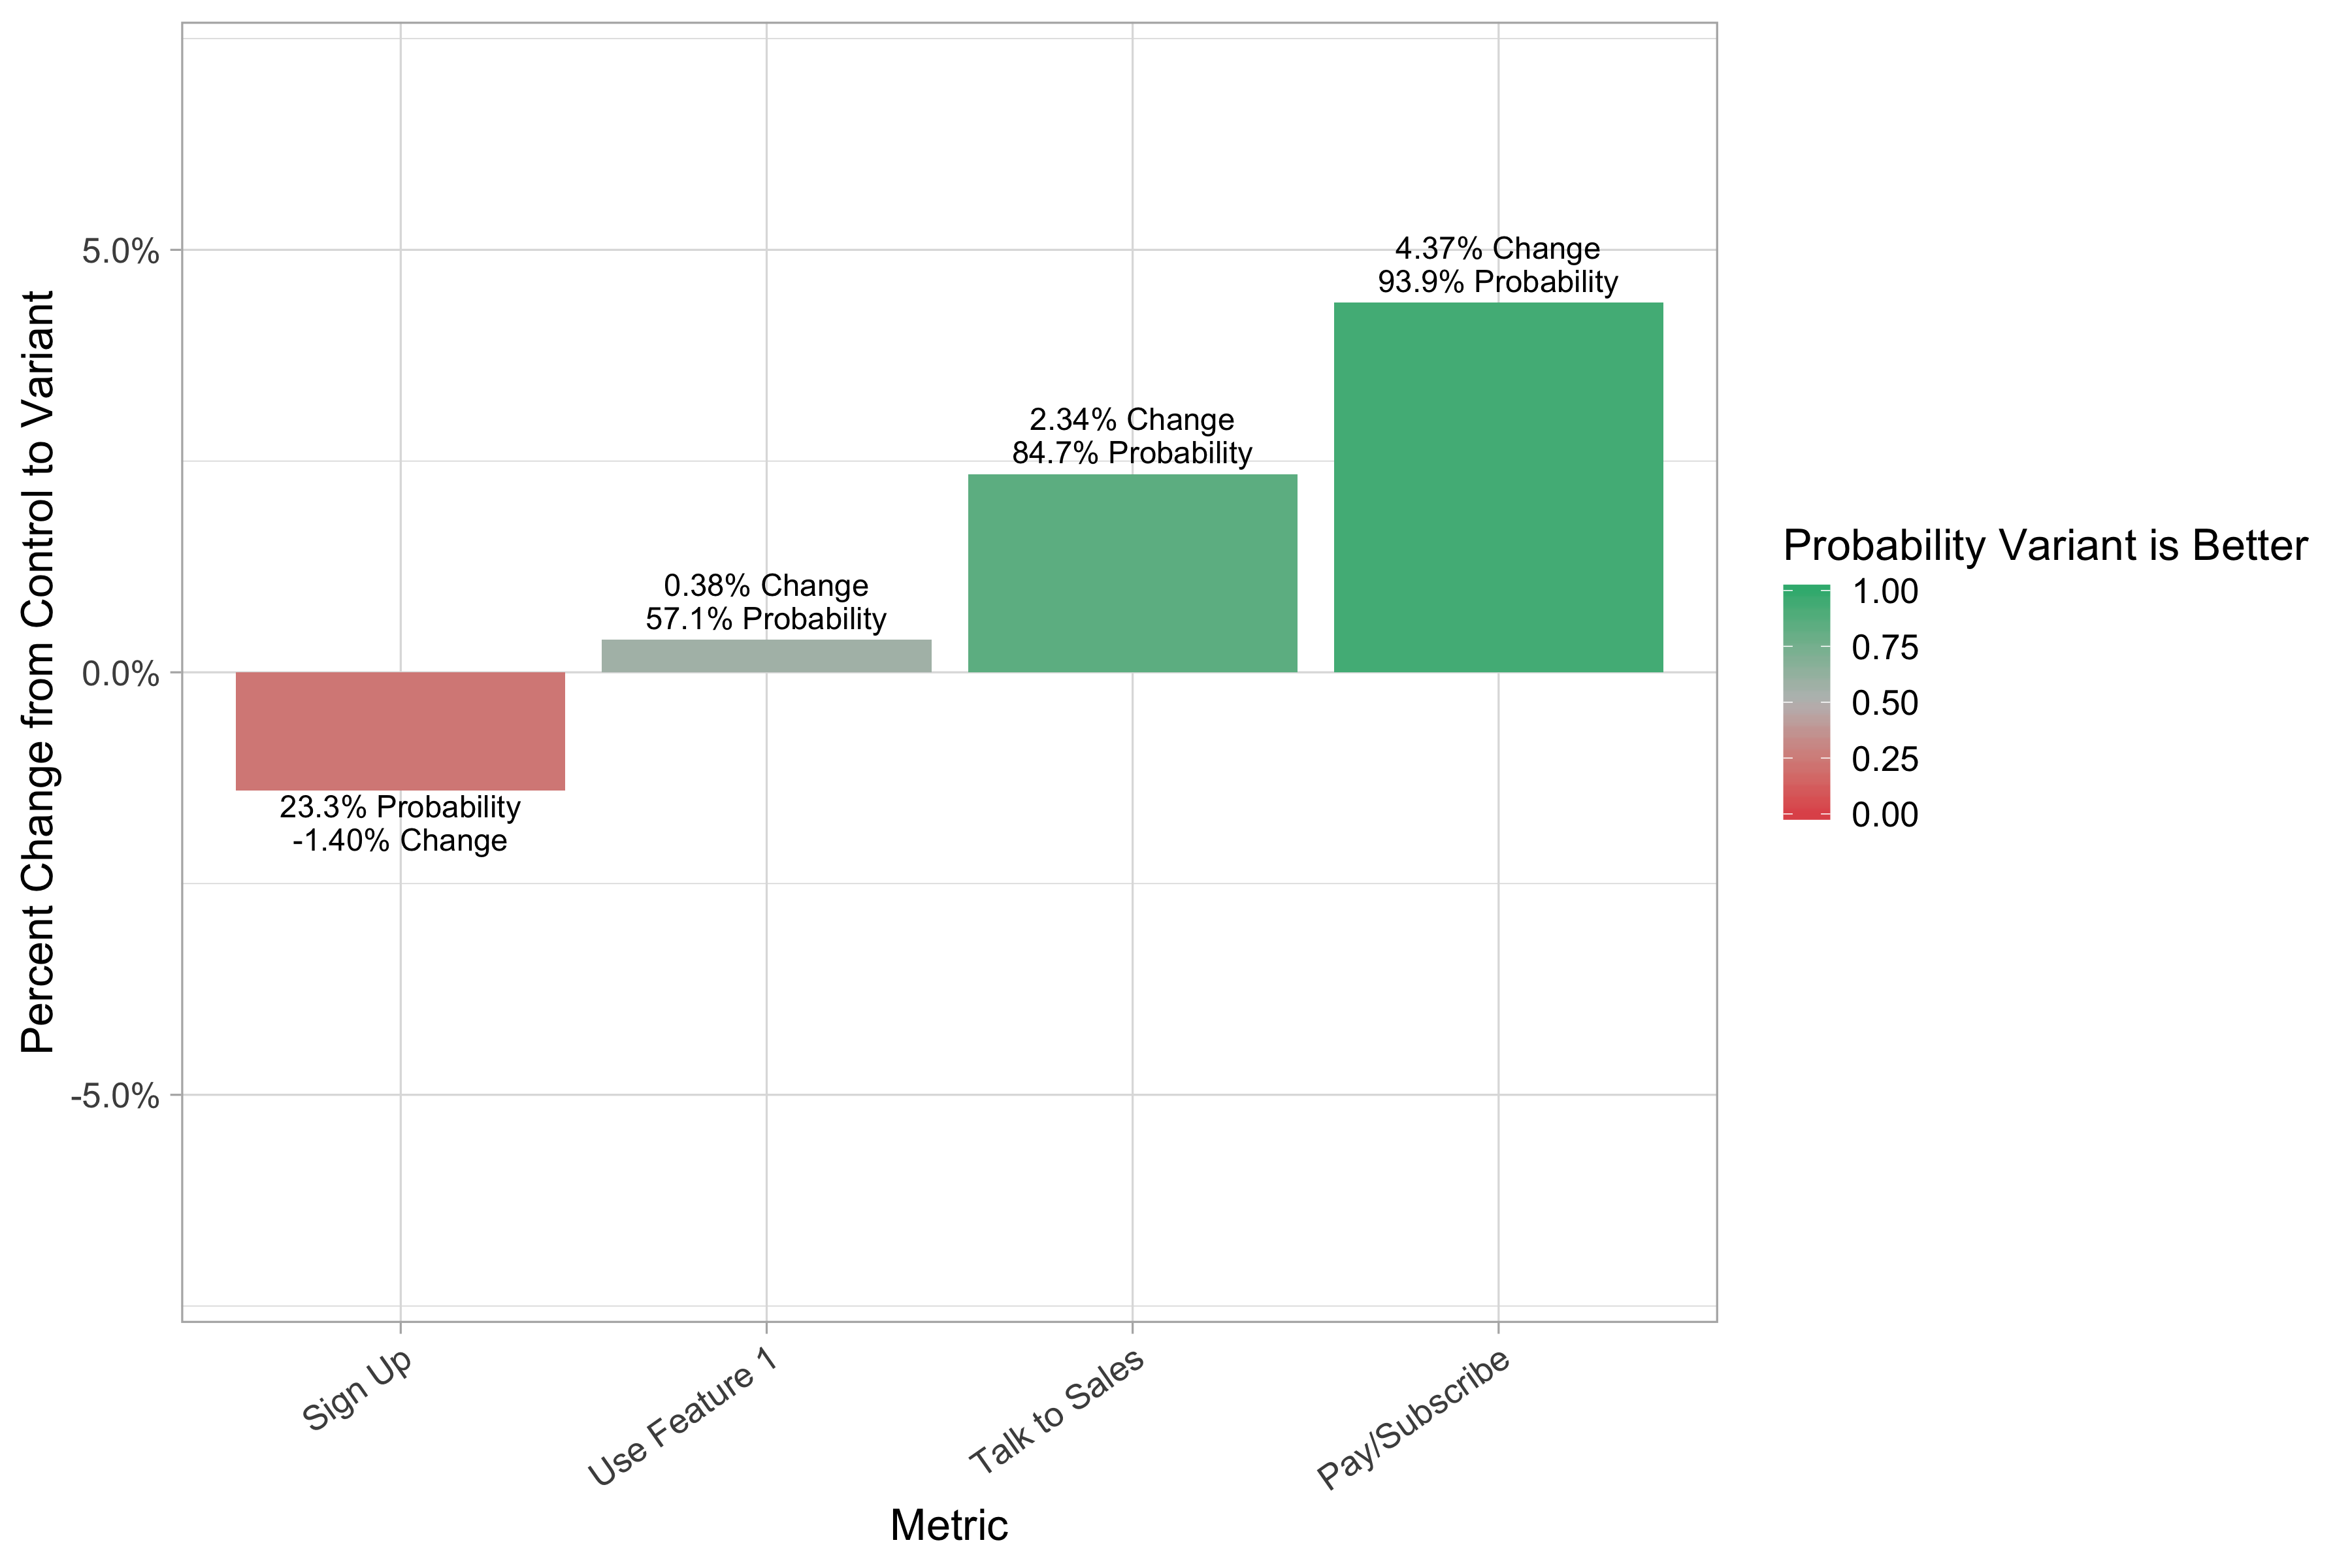 Percent Change from Control to Variant
5.0%
0.0%
-5.0%
4.37% Change
93.9% Probability
2.34% Change
84.7% Probability
0.38% Change
57.1% Probability
23.3% Probability
-1.40% Change
Sign Up
Use Feature 1
Talk to Sales
Pay/Subscribe
Metric
Probability Variant is Better
1.00
0.75
0.50
0.25
0.00